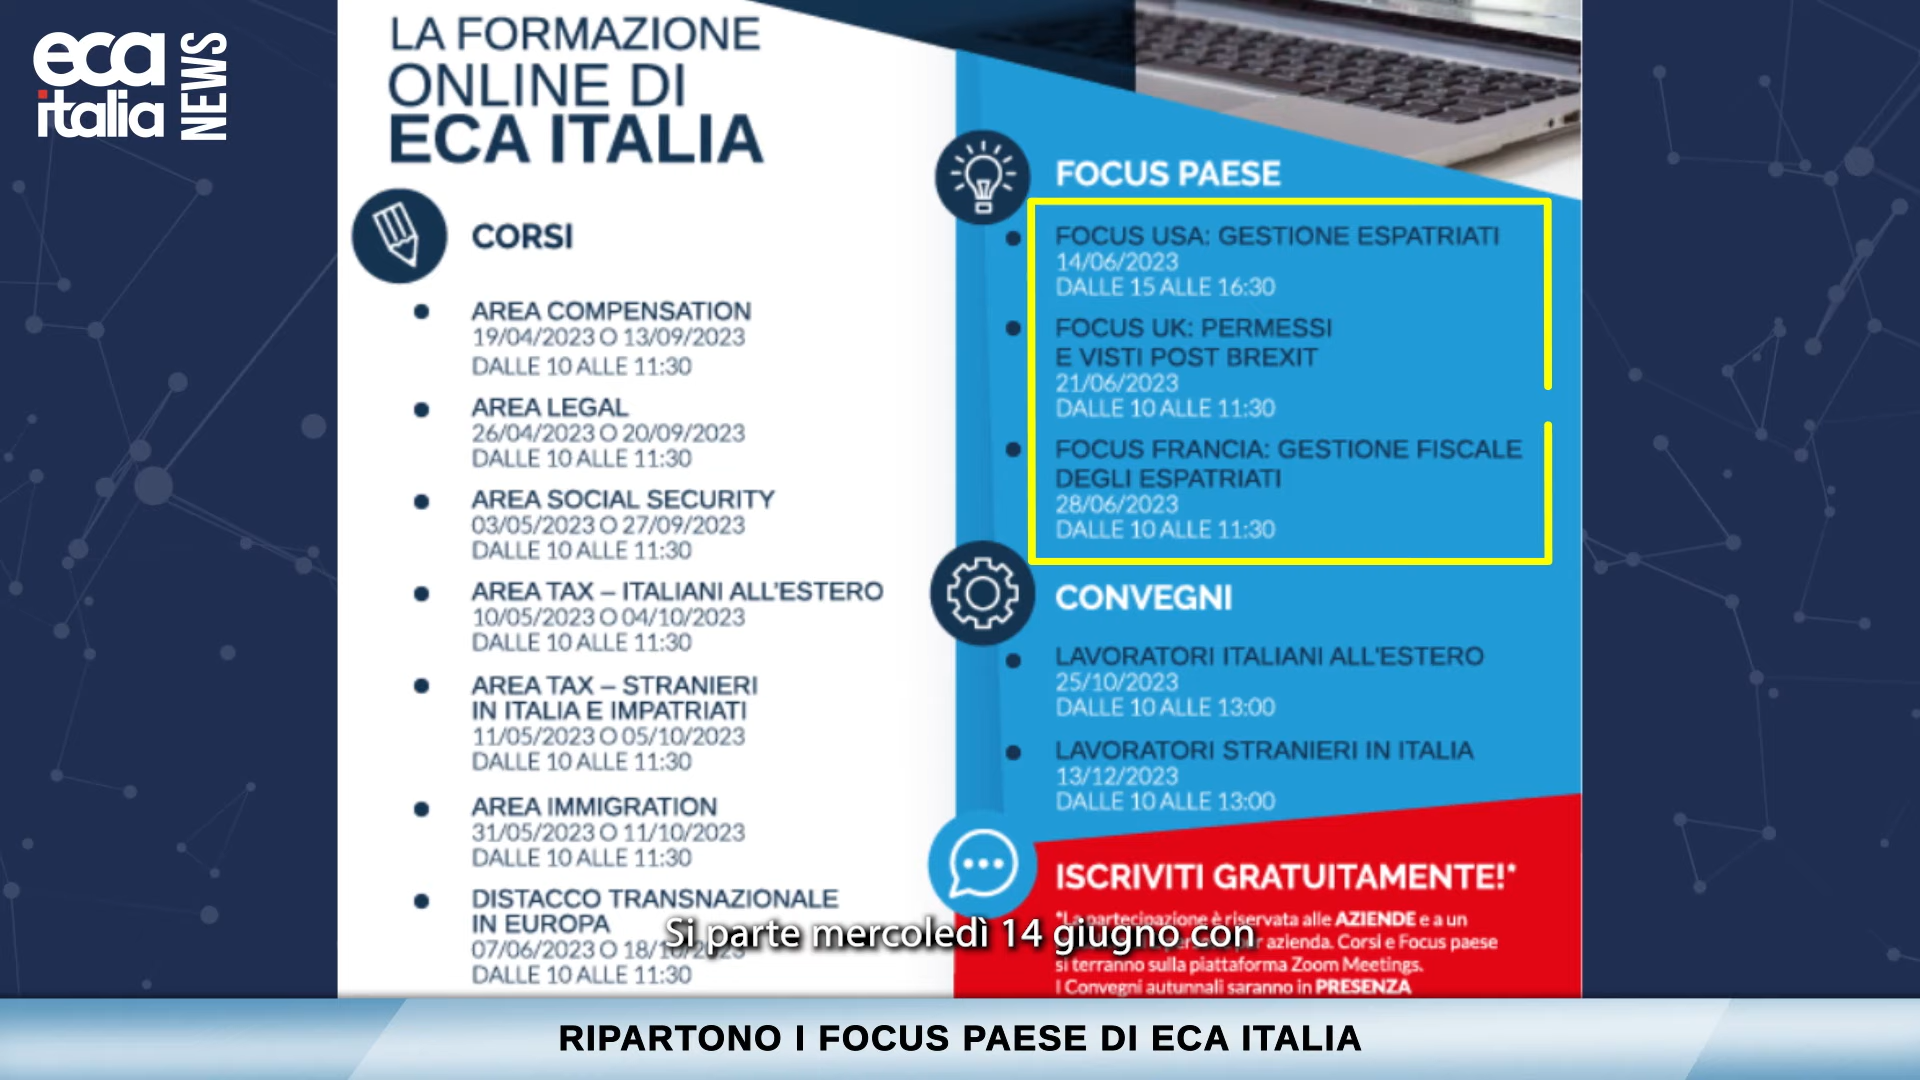 eca
italia
NEWS
LA FORMAZIONE
ONLINE DI
ECA ITALIA
CORSI
AREA COMPENSATION
19/04/2023 O 13/09/2023
DALLE 10 ALLE 11:30
AREA LEGAL
26/04/2023 O 20/09/2023
DALLE 10 ALLE 11:30
AREA SOCIAL SECURITY
03/05/2023 O 27/09/2023
DALLE 10 ALLE 11:30
AREA TAX – ITALIANI ALL'ESTERO
10/05/2023 O 04/10/2023
DALLE 10 ALLE 11:30
AREA TAX – STRANIERI
IN ITALIA E IMPATRIATI
11/05/2023 O 05/10/2023
DALLE 10 ALLE 11:30
AREA IMMIGRATION
31/05/2023 O 11/10/2023
DALLE 10 ALLE 11:30
DISTACCO TRANSNAZIONALE
IN EUROPA
07/06/2023 O 18/10/2023
DALLE 10 ALLE 11:30
FOCUS PAESE
FOCUS USA: GESTIONE ESPATRIATI
14/06/2023
DALLE 15 ALLE 16:30
FOCUS UK: PERMESSI
E VISTI POST BREXIT
21/06/2023
DALLE 10 ALLE 11:30
FOCUS FRANCIA: GESTIONE FISCALE
DEGLI ESPATRIATI
28/06/2023
DALLE 10 ALLE 11:30
CONVEGNI
LAVORATORI ITALIANI ALL'ESTERO
25/10/2023
DALLE 10 ALLE 13:00
LAVORATORI STRANIERI IN ITALIA
13/12/2023
DALLE 10 ALLE 13:00
ISCRIVITI GRATUITAMENTE!*
*La partecipazione è riservata alle AZIENDE e a un
azienda. Corsi e Focus paese
si terranno sulla piattaforma Zoom Meetings.
I Convegni autunnali saranno in PRESENZA
Si parte mercoledì 14 giugno con
RIPARTONO I FOCUS PAESE DI ECA ITALIA